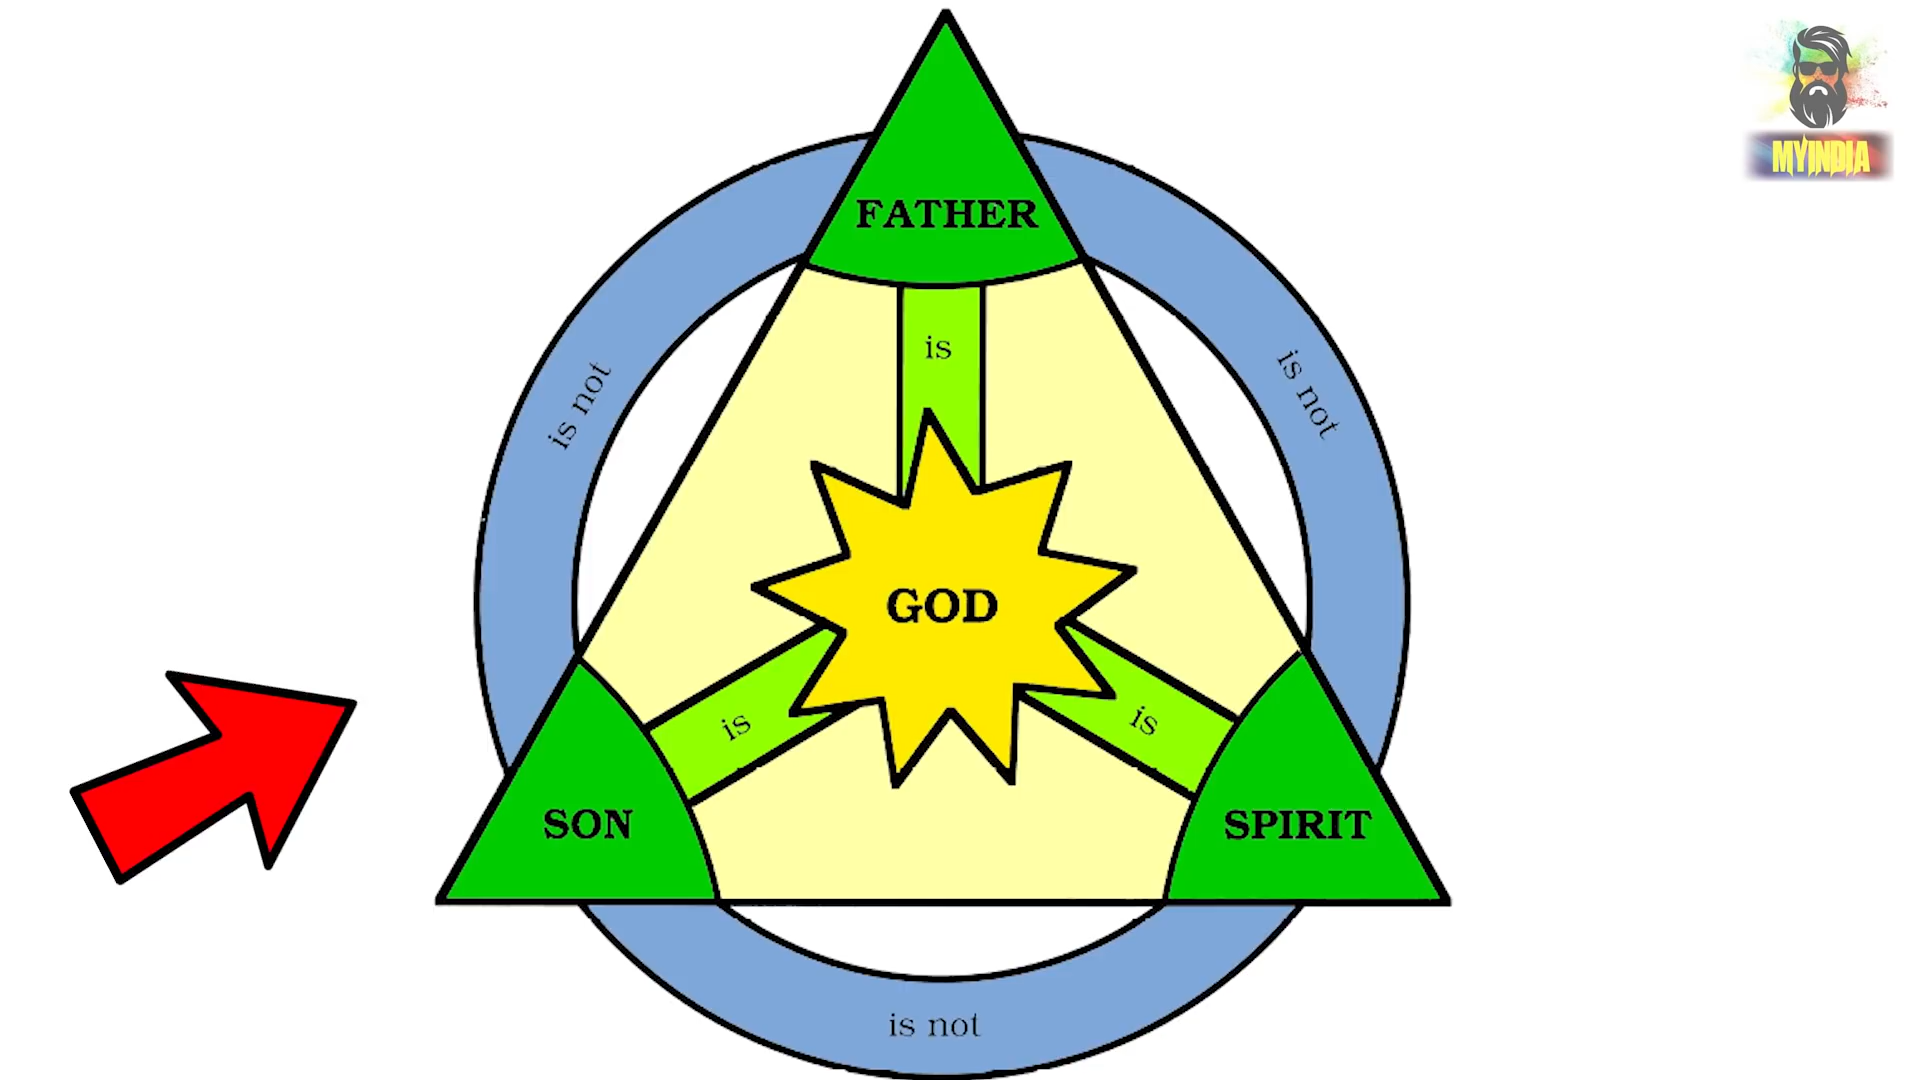 MYINDIA
FATHER
is
is not
is not
GOD
is
is
SON
SPIRIT
is not